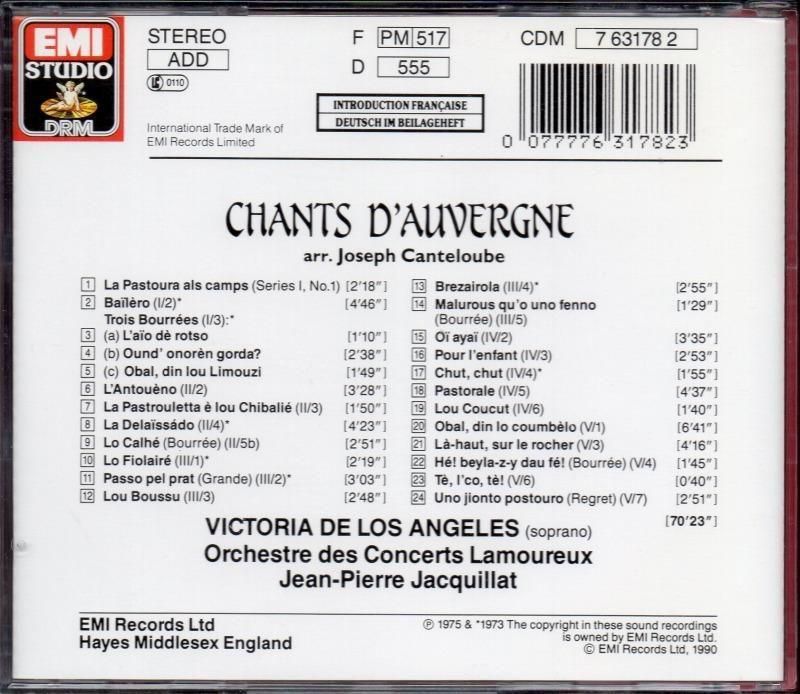 EMI
STUDIO
DRM
STEREO
ADD
0110
F PM 517
D 555
CDM 7 63178 2
International Trade Mark of
EMI Records Limited
INTRODUCTION FRANÇAISE
DEUTSCH IM BEILAGEHEFT
0 077776 317823
CHANTS D'AUVERGNE
arr. Joseph Canteloube
1 La Pastoura als camps (Series I, No.1) [2'18"]
2 Baïlèro (I/2)* [4'46"]
Trois Bourrées (I/3):*
3 (a) L'aïo dè rotso [1'10"]
4 (b) Ound' onorèn gorda? [2'38"]
5 (c) Obal, din lou Limouzi [1'49"]
6 L'Antouèno (II/2) [3'28"]
7 La Pastrouletta è lou Chibalié (II/3) [1'50"]
8 La Delaïssádo (II/4)* [4'23"]
9 Lo Calhé (Bourrée) (II/5b) [2'51"]
10 Lo Fiolairé (III/1)* [2'19"]
11 Passo pel prat (Grande) (III/2)* [3'03"]
12 Lou Boussu (III/3) [2'48"]
13 Brezairola (III/4)* [2'55"]
14 Malurous qu'o uno fenno [1'29"]
(Bourrée) (III/5)
15 Oï ayaï (IV/2) [3'35"]
16 Pour l'enfant (IV/3) [2'53"]
17 Chut, chut (IV/4)* [1'55"]
18 Pastorale (IV/5) [4'37"]
19 Lou Coucut (IV/6) [1'40"]
20 Obal, din lo coumbèlo (V/1) [6'41"]
21 Là-haut, sur le rocher (V/3) [4'16"]
22 Hé! beyla-z-y dau fé! (Bourrée) (V/4) [1'45"]
23 Tè, l'co, tè! (V/6) [0'40"]
24 Uno jionto postouro (Regret) (V/7) [2'51"]
[70'23"]
VICTORIA DE LOS ANGELES (soprano)
Orchestre des Concerts Lamoureux
Jean-Pierre Jacquillat
EMI Records Ltd
Hayes Middlesex England
℗ 1975 & *1973 The copyright in these sound recordings
is owned by EMI Records Ltd.
© EMI Records Ltd, 1990